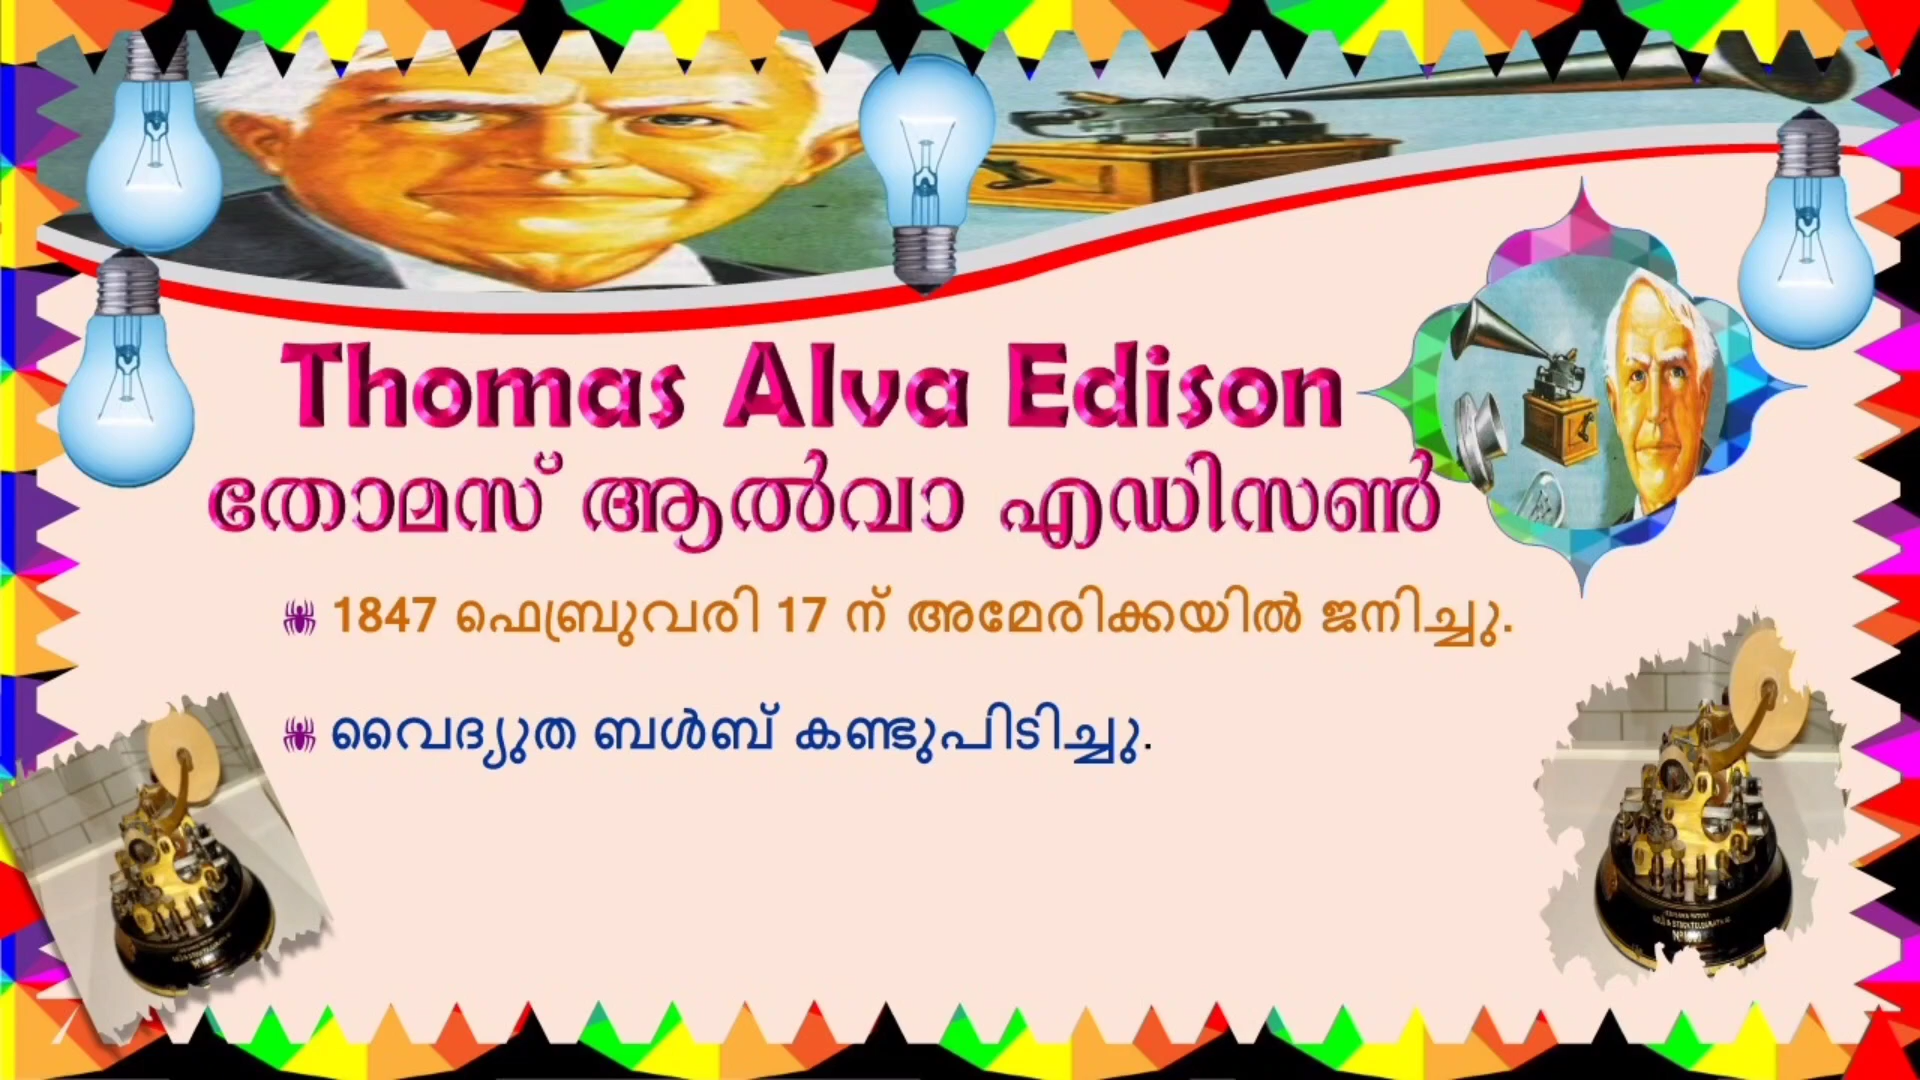 Thomas Alva Edison
തോമസ് ആൽവാ എഡിസൺ
1847 ഫെബ്രുവരി 17 ന് അമേരിക്കയിൽ ജനിച്ചു.
വൈദ്യുത ബൾബ് കണ്ടുപിടിച്ചു.